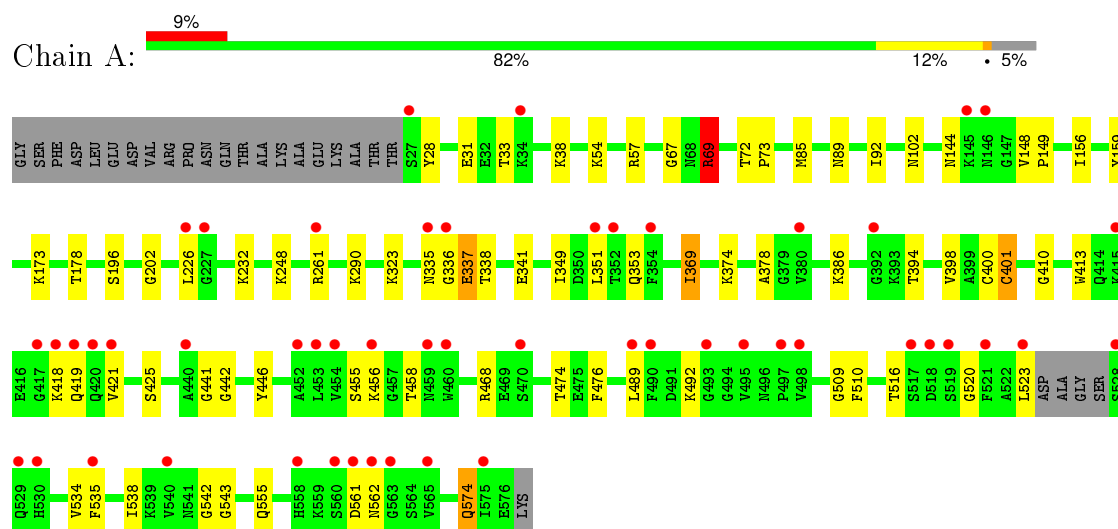 9%
Chain A:
82% 12% • 5%
GLY SER PHE ASP LEU GLU ASP VAL ARG PRO ASN GLN THR ALA LYS ALA GLU LYS ALA THR THR S27 Y28 E31 E32 T33 K34 K38 K54 R57 G67 N68 R69 T72 P73 M85 N89 I92 N102 N144 K145 N146 G147 V148 P149 I156 Y159
K173 T178 S196 G202 L226 G227 K232 K248 R261 K290 K323 N335 G336 E337 T338 E341 I349 D350 L351 T352 Q353 F354 I369 K374 A378 G379 V380 K386 G392 K393 T394 V398 A399 C400 C401 G410 W413 Q414 K415
E416 G417 K418 Q419 Q420 V421 S425 A440 G441 G442 Y446 A452 L453 V454 S455 K456 G457 T458 N459 W460 R468 E469 S470 T474 E475 F476 L489 F490 D491 K492 G493 G494 V495 N496 P497 V498 G509 F510 T516 S517 D518 S519 G520 F521 A522 L523 ASP ALA GLY SER S528
Q529 H530 V534 F535 I538 K539 V540 N541 G542 G543 Q555 H558 K559 S560 D561 N562 G563 S564 V565 Q574 I575 E576 LYS